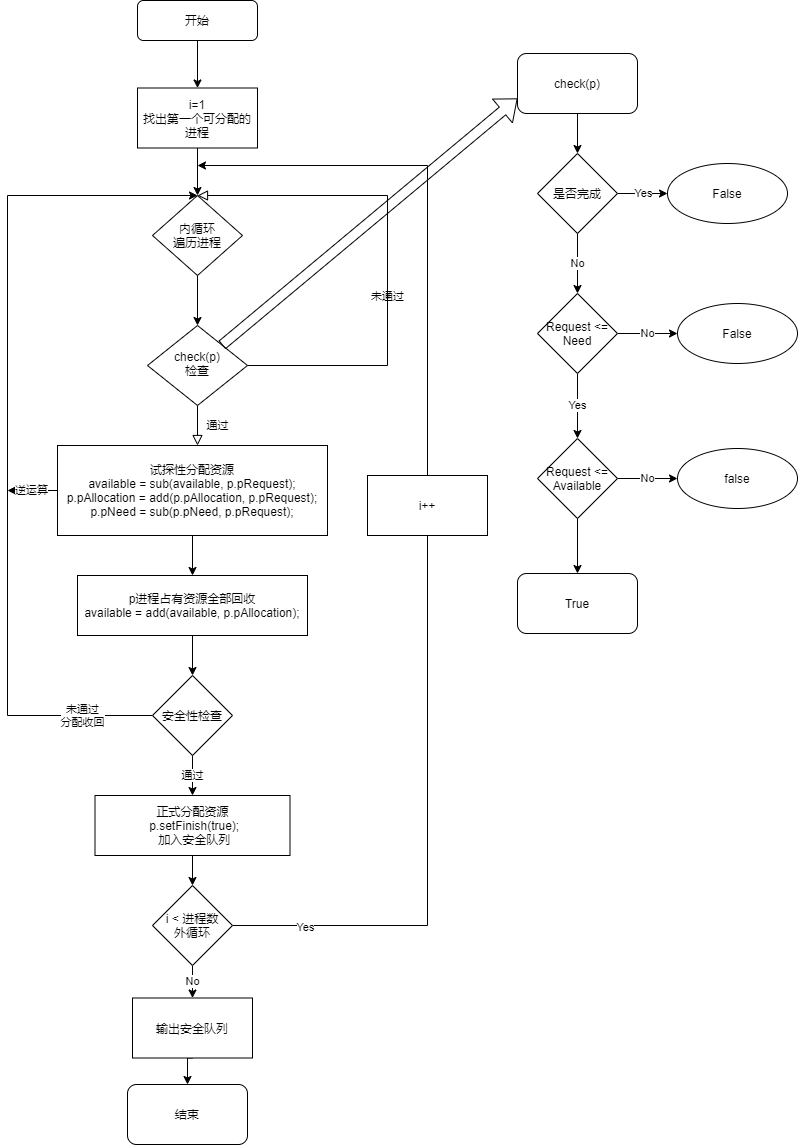 开始
i=1
找出第一个可分配的
进程
内循环
遍历进程
未通过
check(p)
检查
通过
试探性分配资源
available = sub(available, p.pRequest);
p.pAllocation = add(p.pAllocation, p.pRequest);
p.pNeed = sub(p.pNeed, p.pRequest);
逆运算
i++
p进程占有资源全部回收
available = add(available, p.pAllocation);
安全性检查
未通过
分配收回
通过
正式分配资源
p.setFinish(true);
加入安全队列
i < 进程数
外循环
Yes
No
输出安全队列
结束
check(p)
是否完成
Yes
False
No
Request <=
Need
No
False
Yes
Request <=
Available
No
false
True